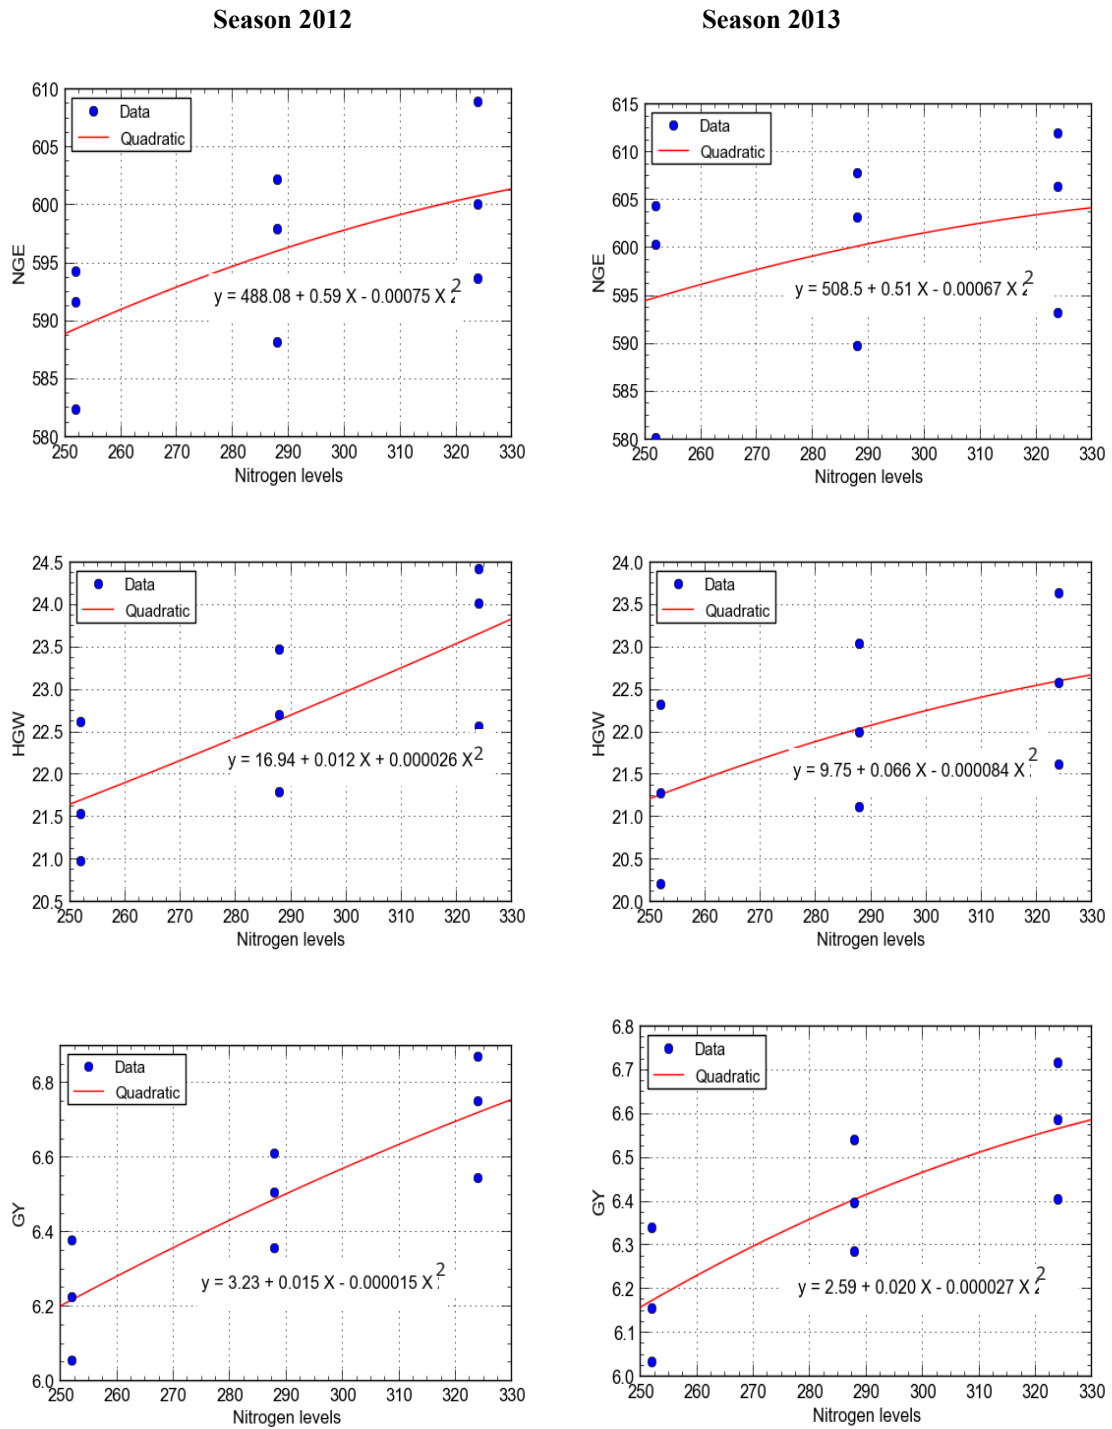 Season 2012
Season 2013
610
605
600
595
590
585
580
NGE
Data
Quadratic
y = 488.08 + 0.59 X - 0.00075 X 2
250 260 270 280 290 300 310 320 330
Nitrogen levels
615
610
605
600
595
590
585
580
NGE
Data
Quadratic
y = 508.5 + 0.51 X - 0.00067 X 2
250 260 270 280 290 300 310 320 330
Nitrogen levels
24.5
24.0
23.5
23.0
22.5
22.0
21.5
21.0
20.5
HGW
Data
Quadratic
y = 16.94 + 0.012 X + 0.000026 X2
250 260 270 280 290 300 310 320 330
Nitrogen levels
24.0
23.5
23.0
22.5
22.0
21.5
21.0
20.5
20.0
HGW
Data
Quadratic
y = 9.75 + 0.066 X - 0.000084 X 2
250 260 270 280 290 300 310 320 330
Nitrogen levels
6.8
6.6
6.4
6.2
6.0
GY
Data
Quadratic
y = 3.23 + 0.015 X - 0.000015 X 2
250 260 270 280 290 300 310 320 330
Nitrogen levels
6.8
6.7
6.6
6.5
6.4
6.3
6.2
6.1
6.0
GY
Data
Quadratic
y = 2.59 + 0.020 X - 0.000027 X 2
250 260 270 280 290 300 310 320 330
Nitrogen levels